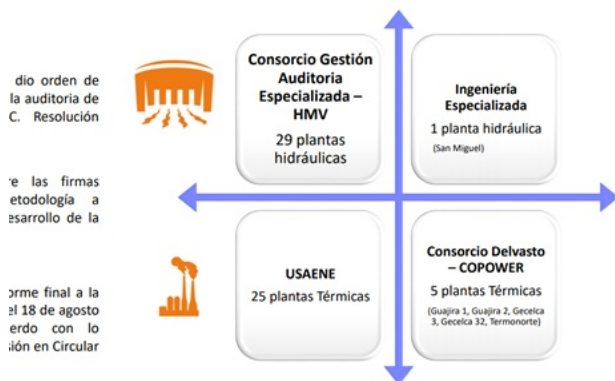 dio orden de
la auditoria de
C. Resolución
re las firmas
etodología a
esarrollo de la
orme final a la
el 18 de agosto
erdo con lo
sión en Circular
Consorcio Gestión
Auditoria
Especializada –
HMV
29 plantas
hidráulicas
Ingeniería
Especializada
1 planta hidráulica
(San Miguel)
USAENE
25 plantas Térmicas
Consorcio Delvasto
– COPOWER
5 plantas Térmicas
(Guajira 1, Guajira 2, Gecelca
3, Gecelca 32, Termonorte)